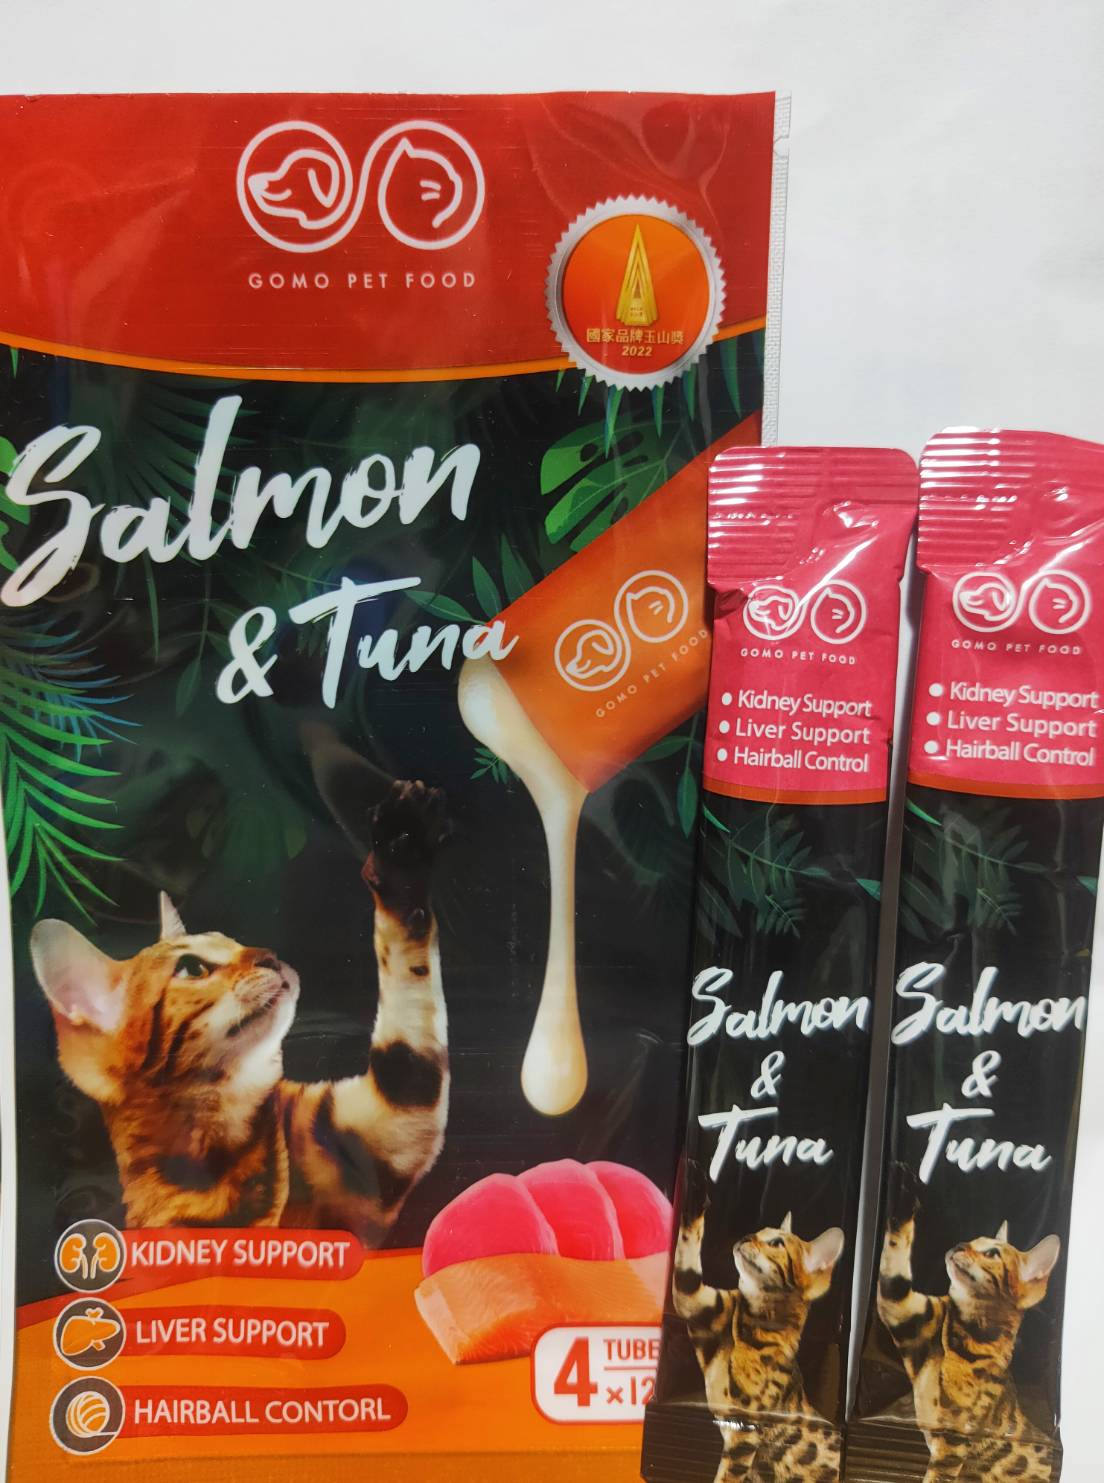 GOMO PET FOOD
國家品牌玉山獎
2022
Salmon
& Tuna
GOMO PET FOOD
KIDNEY SUPPORT
LIVER SUPPORT
HAIRBALL CONTORL
4 TUBE
×12
GOMO PET FOOD
Kidney Support
Liver Support
Hairball Control
Salmon
&
Tuna
GOMO PET FOOD
Kidney Support
Liver Support
Hairball Control
Salmon
&
Tuna